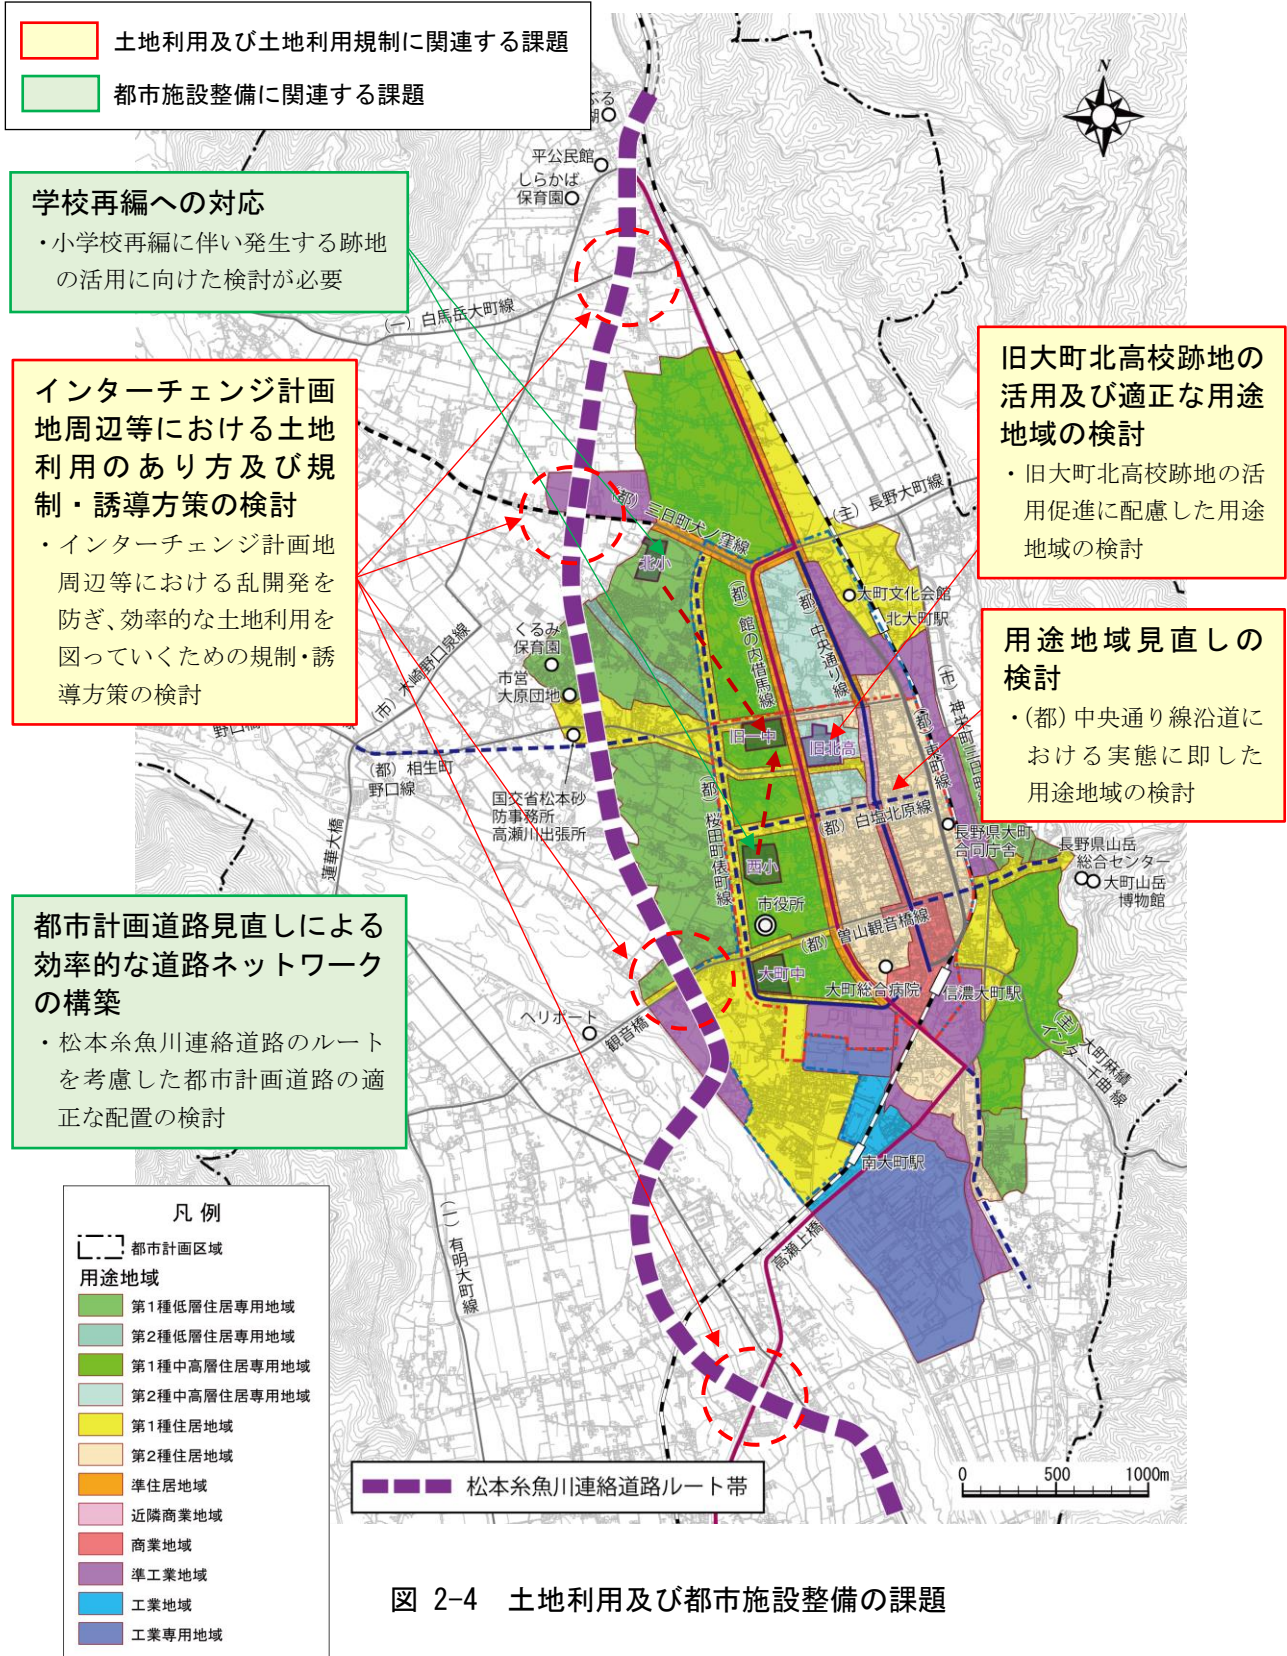 土地利用及び土地利用規制に関連する課題
都市施設整備に関連する課題
N
平公民館
しらかば
保育園
学校再編への対応
・小学校再編に伴い発生する跡地
の活用に向けた検討が必要
(一)白馬岳大町線
インターチェンジ計画
地周辺等における土地
利用のあり方及び規
制・誘導方策の検討
・インターチェンジ計画地
周辺等における乱開発を
防ぎ、効率的な土地利用を
図っていくための規制・誘
導方策の検討
旧大町北高校跡地の
活用及び適正な用途
地域の検討
・旧大町北高校跡地の活
用促進に配慮した用途
地域の検討
用途地域見直しの
検討
・(都)中央通り線沿道に
おける実態に即した
用途地域の検討
(主)長野大町線
(都)三日町大ノ窪線
北小
(都)館の内借馬線
(都)中央通り線
大町文化会館
北大町駅
くるみ
保育園
市営
大原団地
(市)木崎野口泉線
旧一中
旧北高
(都)東町線
(都)相生町
野口線
国交省松本砂
防事務所
高瀬川出張所
蓮華大橋
(都)桜田町俵町線
(都)白塩北原線
長野県大町
合同庁舎
長野県山岳
総合センター
大町山岳
博物館
西小
市役所
(都)曽山観音橋線
大町中
大町総合病院
信濃大町駅
都市計画道路見直しによる
効率的な道路ネットワーク
の構築
・松本糸魚川連絡道路のルート
を考慮した都市計画道路の適
正な配置の検討
ヘリポート
観音橋
(主)大町麻績
インター千曲線
南大町駅
高瀬上橋
(一)有明大町線
凡例
都市計画区域
用途地域
第1種低層住居専用地域
第2種低層住居専用地域
第1種中高層住居専用地域
第2種中高層住居専用地域
第1種住居地域
第2種住居地域
準住居地域
近隣商業地域
商業地域
準工業地域
工業地域
工業専用地域
松本糸魚川連絡道路ルート帯
0 500 1000m
図 2-4 土地利用及び都市施設整備の課題